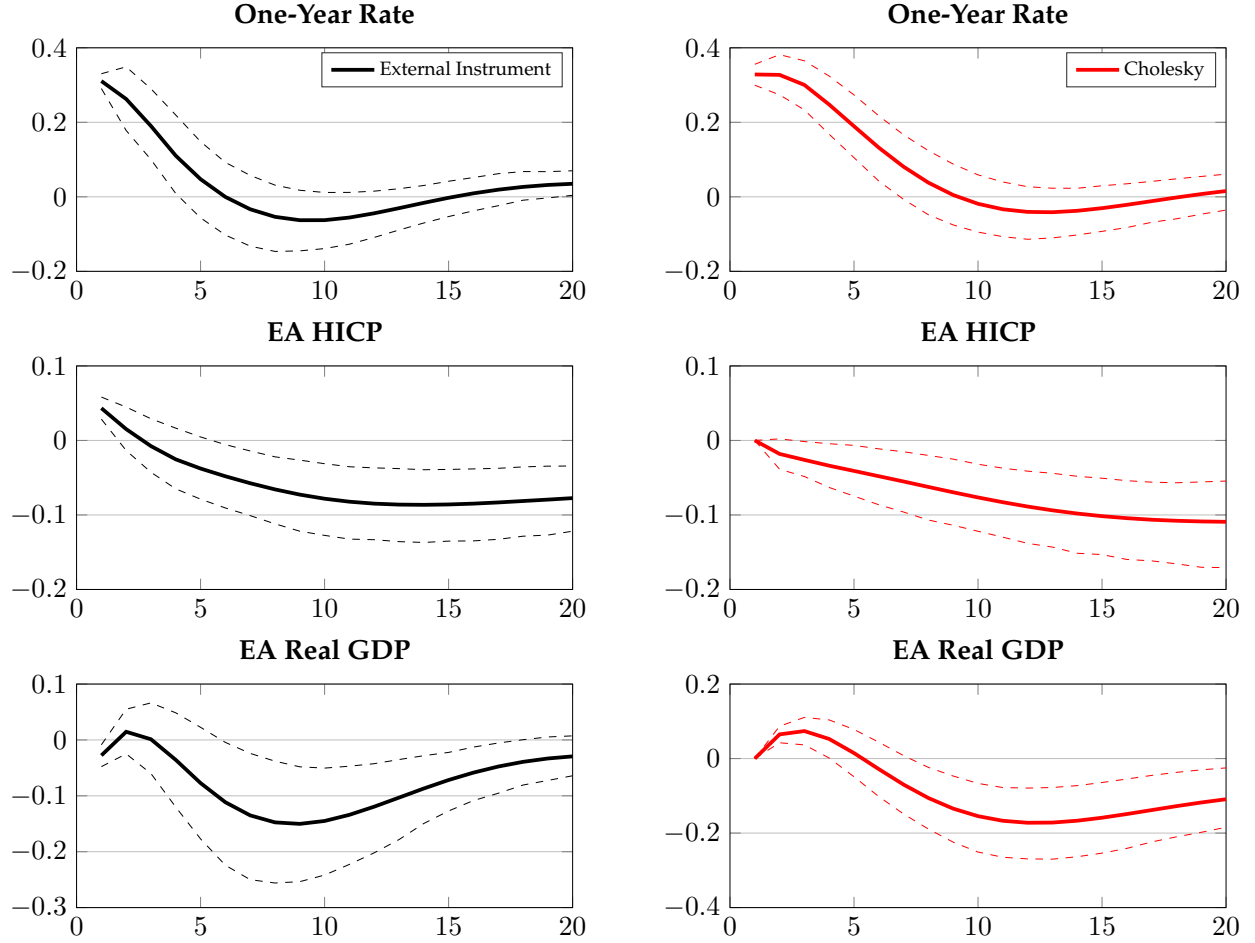 One-Year Rate
0.4
0.2
0
−0.2
0 5 10 15 20
External Instrument
One-Year Rate
0.4
0.2
0
−0.2
0 5 10 15 20
Cholesky
EA HICP
0.1
0
−0.1
−0.2
0 5 10 15 20
EA HICP
0.1
0
−0.1
−0.2
0 5 10 15 20
EA Real GDP
0.1
0
−0.1
−0.2
−0.3
0 5 10 15 20
EA Real GDP
0.2
0
−0.2
−0.4
0 5 10 15 20